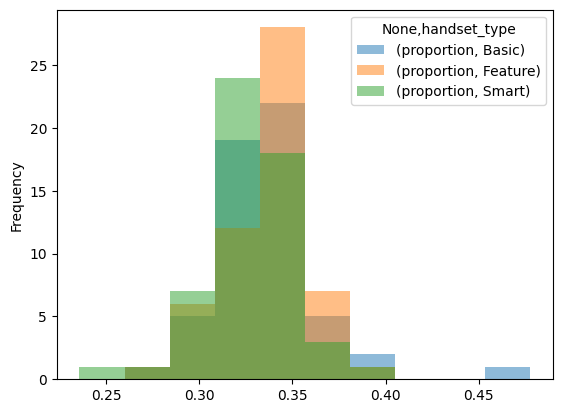 None,handset_type
(proportion, Basic)
(proportion, Feature)
(proportion, Smart)
Frequency
25
20
15
10
5
0
0.25 0.30 0.35 0.40 0.45